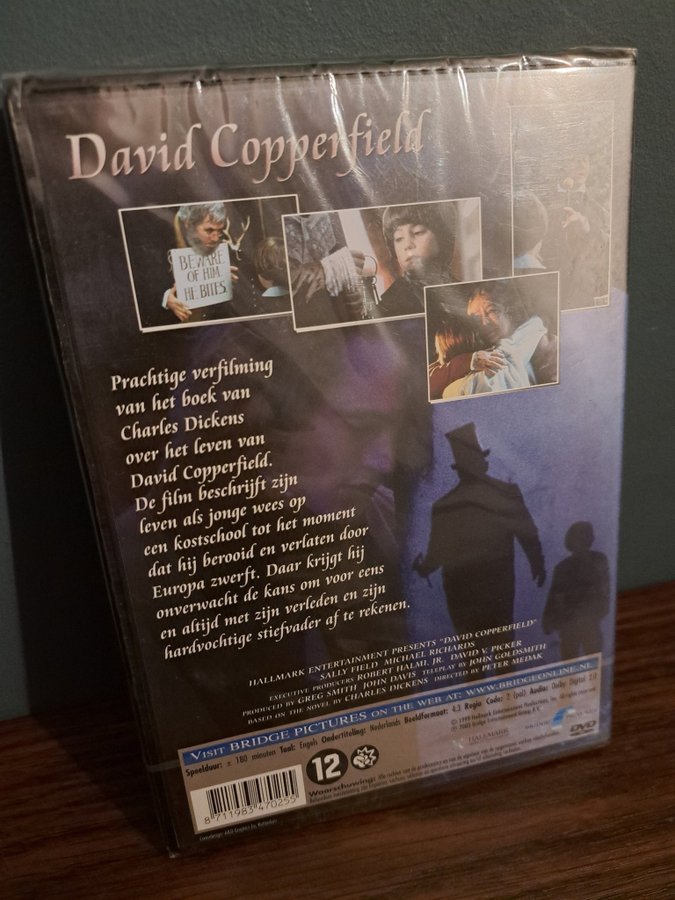 David Copperfield
BEWARE
OF HIM.
HE BITES.
Prachtige verfilming
van het boek van
Charles Dickens
over het leven van
David Copperfield.
De film beschrijft zijn
leven als jonge wees op
een kostschool tot het moment
dat hij berooid en verlaten door
Europa zwerft. Daar krijgt hij
onverwacht de kans om voor eens
en altijd met zijn verleden en zijn
hardvochtige stiefvader af te rekenen.
HALLMARK ENTERTAINMENT PRESENTS "DAVID COPPERFIELD"
SALLY FIELD MICHAEL RICHARDS
EXECUTIVE PRODUCERS ROBERT HALMI, JR. DAVID V. PICKER
PRODUCED BY GREG SMITH JOHN DAVIS TELEPLAY BY JOHN GOLDSMITH
BASED ON THE NOVEL BY CHARLES DICKENS DIRECTED BY PETER MEDAK
VISIT BRIDGE PICTURES ON THE WEB AT: WWW.BRIDGEONLINE.NL
Speelduur: ± 180 minuten Taal: Engels Ondertiteling: Nederlands Beeldformaat: 4:3 Regio Code: 2 (pal) Audio: Dolby Digital 2.0
12
HALLMARK
DVD
Waarschuwing:
8 711983 470255